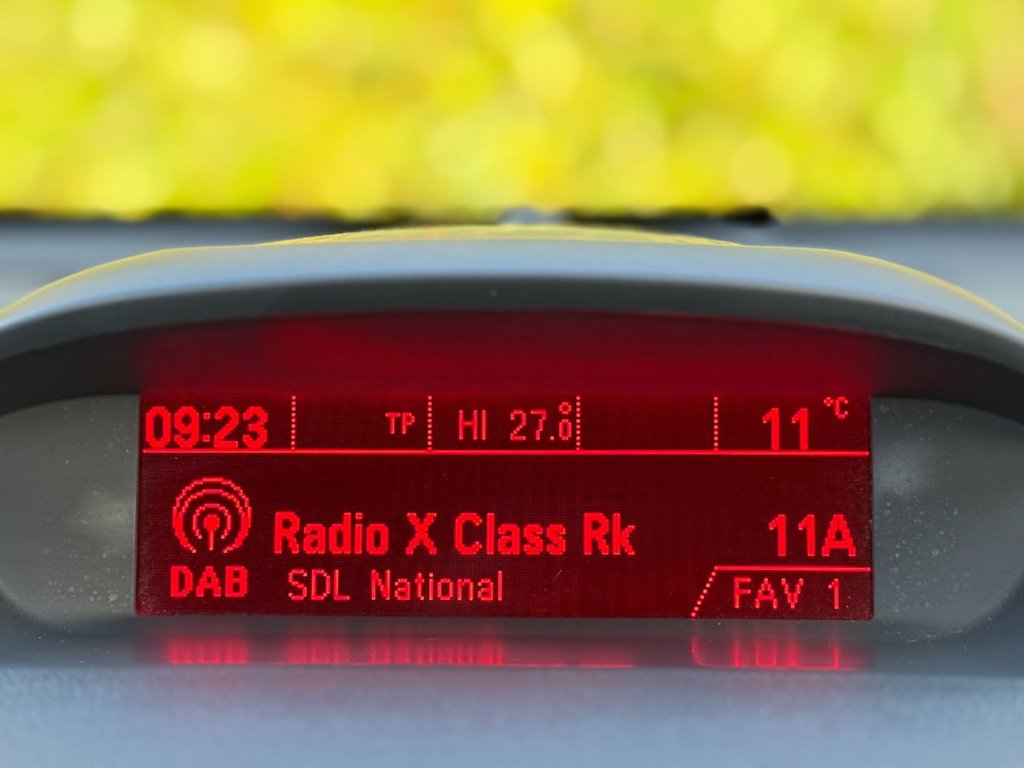 09:23 TP HI 27.0° 11 °C
Radio X Class Rk 11A
DAB SDL National FAV 1